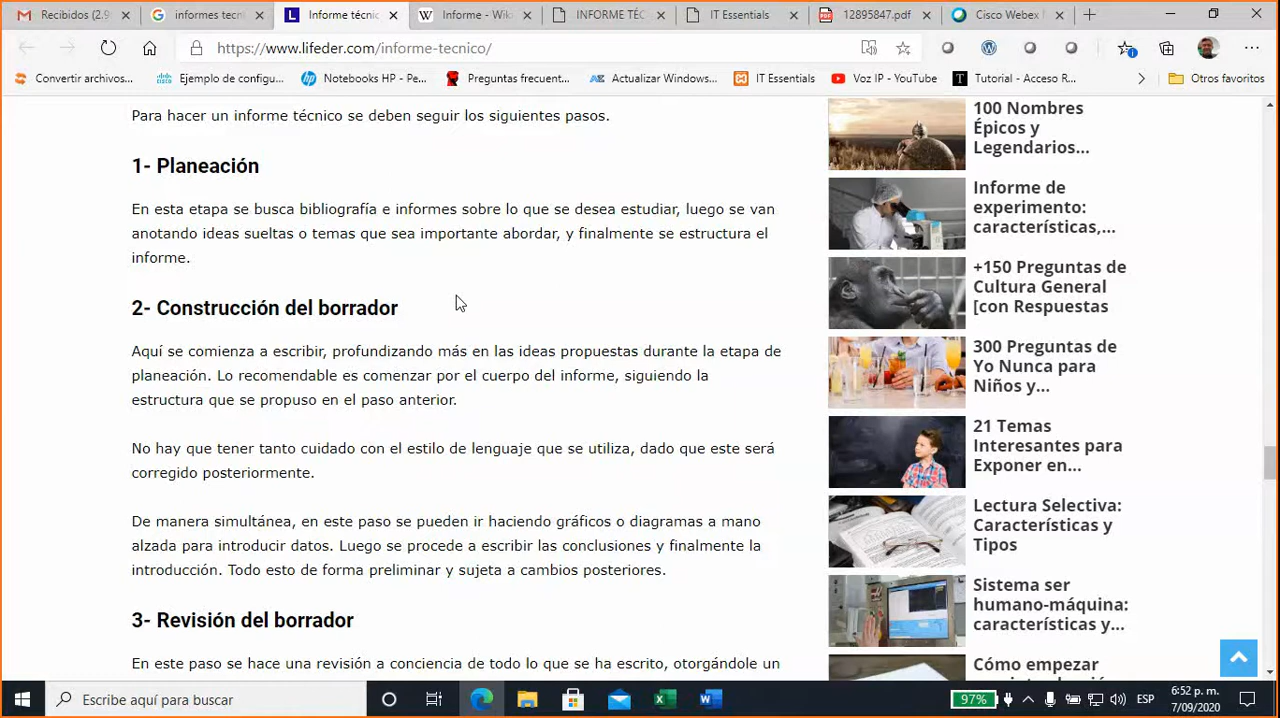 Recibidos (2.9
informes tecni
Informe técnic
Informe - Wiki
INFORME TÉC
IT Essentials
12895847.pdf
Cisco Webex M
https://www.lifeder.com/informe-tecnico/
Convertir archivos...
Ejemplo de configu...
Notebooks HP - Pe...
Preguntas frecuent...
Actualizar Windows...
IT Essentials
Voz IP - YouTube
Tutorial - Acceso R...
Otros favoritos
Para hacer un informe técnico se deben seguir los siguientes pasos.
1- Planeación
En esta etapa se busca bibliografía e informes sobre lo que se desea estudiar, luego se van
anotando ideas sueltas o temas que sea importante abordar, y finalmente se estructura el
informe.
2- Construcción del borrador
Aquí se comienza a escribir, profundizando más en las ideas propuestas durante la etapa de
planeación. Lo recomendable es comenzar por el cuerpo del informe, siguiendo la
estructura que se propuso en el paso anterior.
No hay que tener tanto cuidado con el estilo de lenguaje que se utiliza, dado que este será
corregido posteriormente.
De manera simultánea, en este paso se pueden ir haciendo gráficos o diagramas a mano
alzada para introducir datos. Luego se procede a escribir las conclusiones y finalmente la
introducción. Todo esto de forma preliminar y sujeta a cambios posteriores.
3- Revisión del borrador
En este paso se hace una revisión a conciencia de todo lo que se ha escrito, otorgándole un
100 Nombres
Épicos y
Legendarios...
Informe de
experimento:
características,...
+150 Preguntas de
Cultura General
[con Respuestas
300 Preguntas de
Yo Nunca para
Niños y...
21 Temas
Interesantes para
Exponer en...
Lectura Selectiva:
Características y
Tipos
Sistema ser
humano-máquina:
características y...
Cómo empezar
Escribe aquí para buscar
97%
ESP
6:52 p. m.
7/09/2020